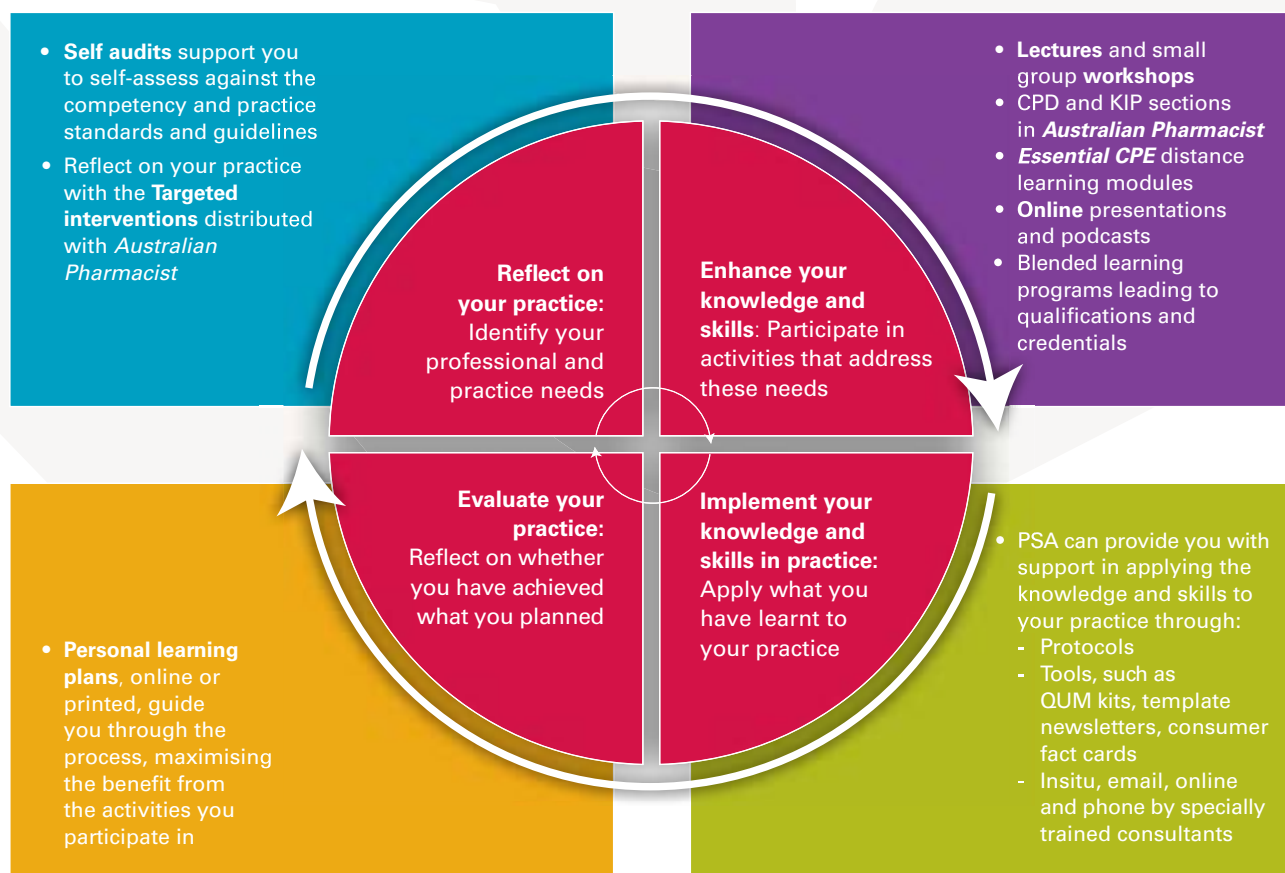 • Self audits support you
to self-assess against the
competency and practice
standards and guidelines
• Reflect on your practice
with the Targeted
interventions distributed
with Australian
Pharmacist
• Lectures and small
group workshops
• CPD and KIP sections
in Australian Pharmacist
• Essential CPE distance
learning modules
• Online presentations
and podcasts
• Blended learning
programs leading to
qualifications and
credentials
Reflect on
your practice:
Identify your
professional and
practice needs
Enhance your
knowledge and
skills: Participate in
activities that address
these needs
Evaluate your
practice:
Reflect on whether
you have achieved
what you planned
Implement your
knowledge and
skills in practice:
Apply what you
have learnt to
your practice
• Personal learning
plans, online or
printed, guide
you through the
process, maximising
the benefit from
the activities you
participate in
• PSA can provide you with
support in applying the
knowledge and skills to
your practice through:
- Protocols
- Tools, such as
QUM kits, template
newsletters, consumer
fact cards
- Insitu, email, online
and phone by specially
trained consultants